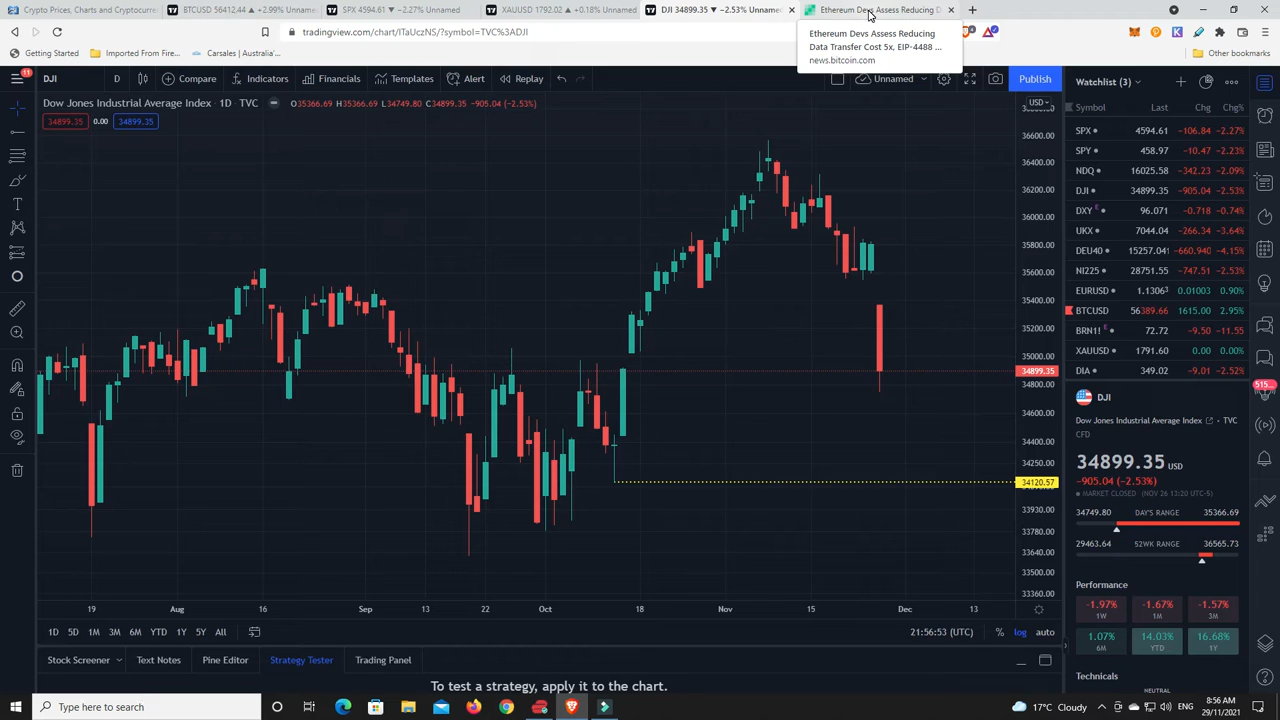 Crypto Prices, Charts and Cryptocurr
BTCUSD 56412.44 ▲ +2.99% Unname
SPX 4594.61 ▼ −2.27% Unnamed
XAUUSD 1792.02 ▲ +0.18% Unnamed
DJI 34899.35 ▼ −2.53% Unname
Ethereum Devs Assess Reducing D
tradingview.com/chart/ITaUczNS/?symbol=TVC%3ADJI
Ethereum Devs Assess Reducing
Data Transfer Cost 5x, EIP-4488 ...
news.bitcoin.com
Getting Started
Imported From Fire...
Carsales | Australia'...
Other bookmarks
11
DJI
D
Compare
Indicators
Financials
Templates
Alert
Replay
Unnamed
Publish
Dow Jones Industrial Average Index 1D TVC
O35366.69 H35366.69 L34749.80 C34899.35 −905.04 (−2.53%)
34899.35 0.00 34899.35
USD
36600.00
36400.00
36200.00
36000.00
35800.00
35600.00
35400.00
35200.00
35000.00
34899.35
34800.00
34600.00
34400.00
34250.00
34120.57
33930.00
33780.00
33640.00
33500.00
33360.00
19 Aug 16 Sep 13 22 Oct 18 Nov 15 Dec 13
1D 5D 1M 3M 6M YTD 1Y 5Y All
21:56:53 (UTC)
% log auto
Stock Screener
Text Notes
Pine Editor
Strategy Tester
Trading Panel
To test a strategy, apply it to the chart.
Watchlist (3)
Symbol Last Chg Chg%
SPX 4594.61 −106.84 −2.27%
SPY 458.97 −10.47 −2.23%
NDQ 16025.58 −342.23 −2.09%
DJI 34899.35 −905.04 −2.53%
DXY E 96.071 −0.718 −0.74%
UKX 7044.04 −266.34 −3.64%
DEU40 15257.04 −660.940 −4.15%
NI225 28751.55 −747.51 −2.53%
EURUSD 1.13063 0.01003 0.90%
BTCUSD 56389.66 1615.00 2.95%
BRN1! E 72.72 −9.50 −11.55
XAUUSD 1791.60 0.00 0.00%
DIA 349.02 −9.01 −2.52%
DJI
Dow Jones Industrial Average Index • TVC
CFD
34899.35 USD
−905.04 (−2.53%)
MARKET CLOSED (NOV 26 13:20 UTC-5)
34749.80 DAY'S RANGE 35366.69
29463.64 52WK RANGE 36565.73
Performance
-1.97% 1W
-1.67% 1M
-1.57% 3M
1.07% 6M
14.03% YTD
16.68% 1Y
Technicals
NEUTRAL
515...
Type here to search
17°C Cloudy
ENG
8:56 AM
29/11/2021